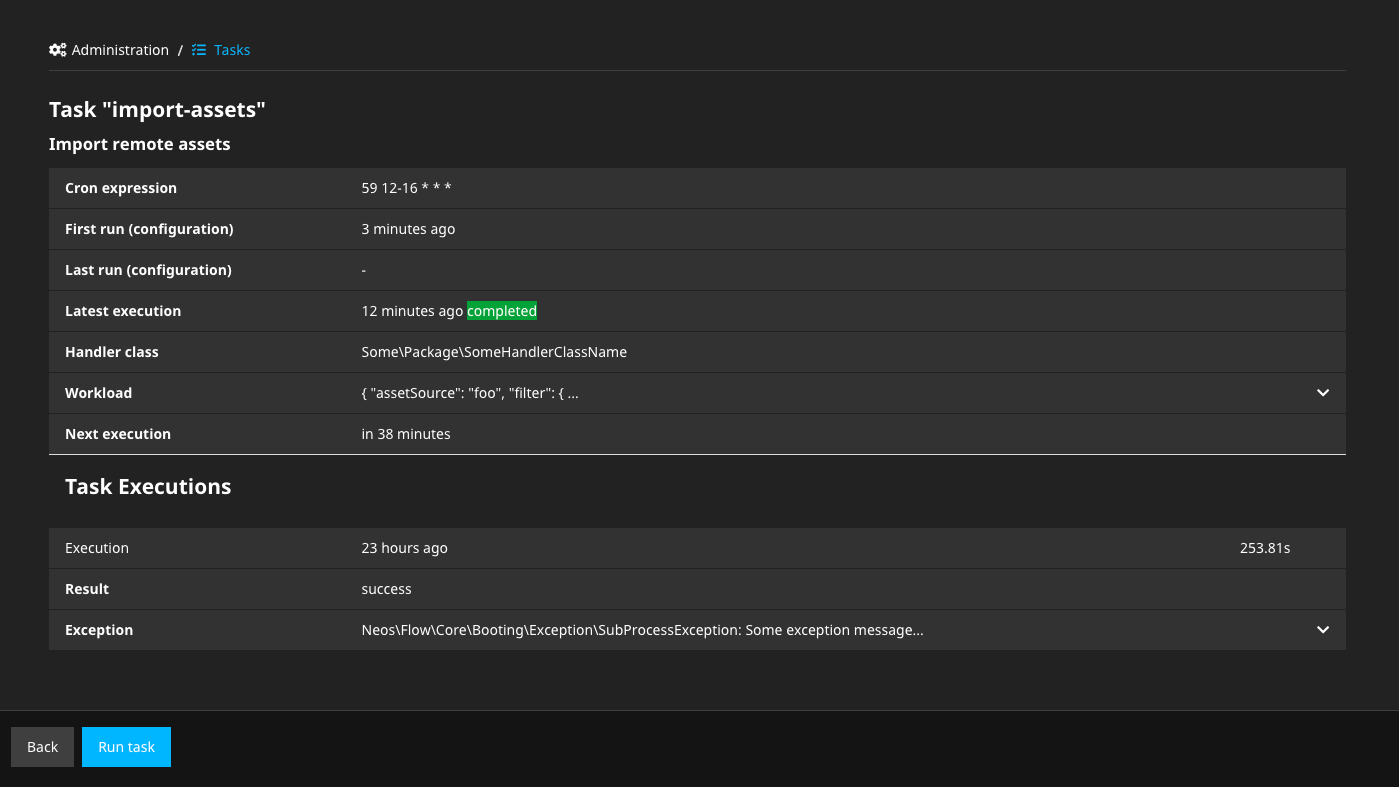 Administration / Tasks
Task "import-assets"
Import remote assets
Cron expression 59 12-16 * * *
First run (configuration) 3 minutes ago
Last run (configuration) -
Latest execution 12 minutes ago completed
Handler class Some\Package\SomeHandlerClassName
Workload { "assetSource": "foo", "filter": { ...
Next execution in 38 minutes
Task Executions
Execution 23 hours ago 253.81s
Result success
Exception Neos\Flow\Core\Booting\Exception\SubProcessException: Some exception message...
Back Run task